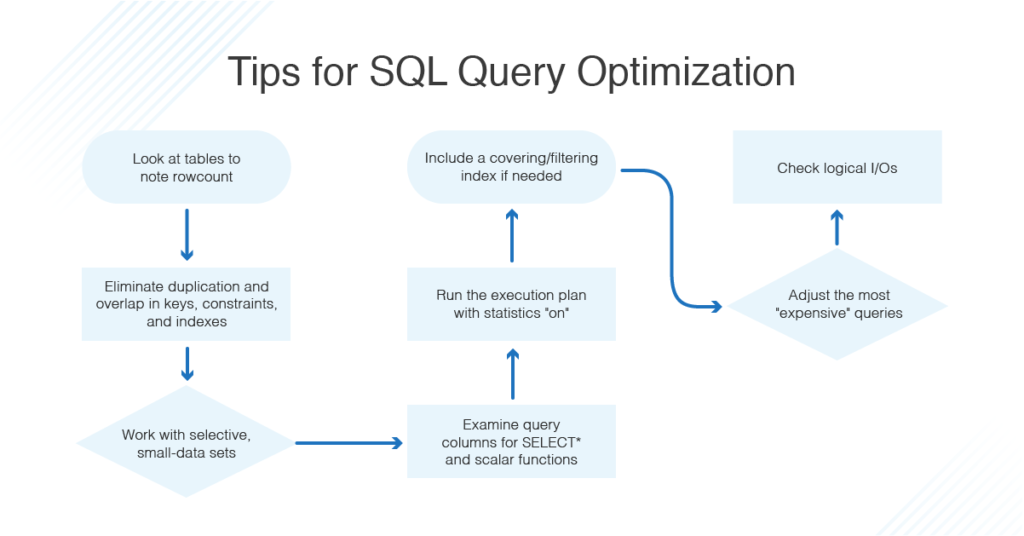 Tips for SQL Query Optimization
Look at tables to
note rowcount
Eliminate duplication and
overlap in keys, constraints,
and indexes
Work with selective,
small-data sets
Examine query
columns for SELECT*
and scalar functions
Run the execution plan
with statistics "on"
Include a covering/filtering
index if needed
Adjust the most
"expensive" queries
Check logical I/Os